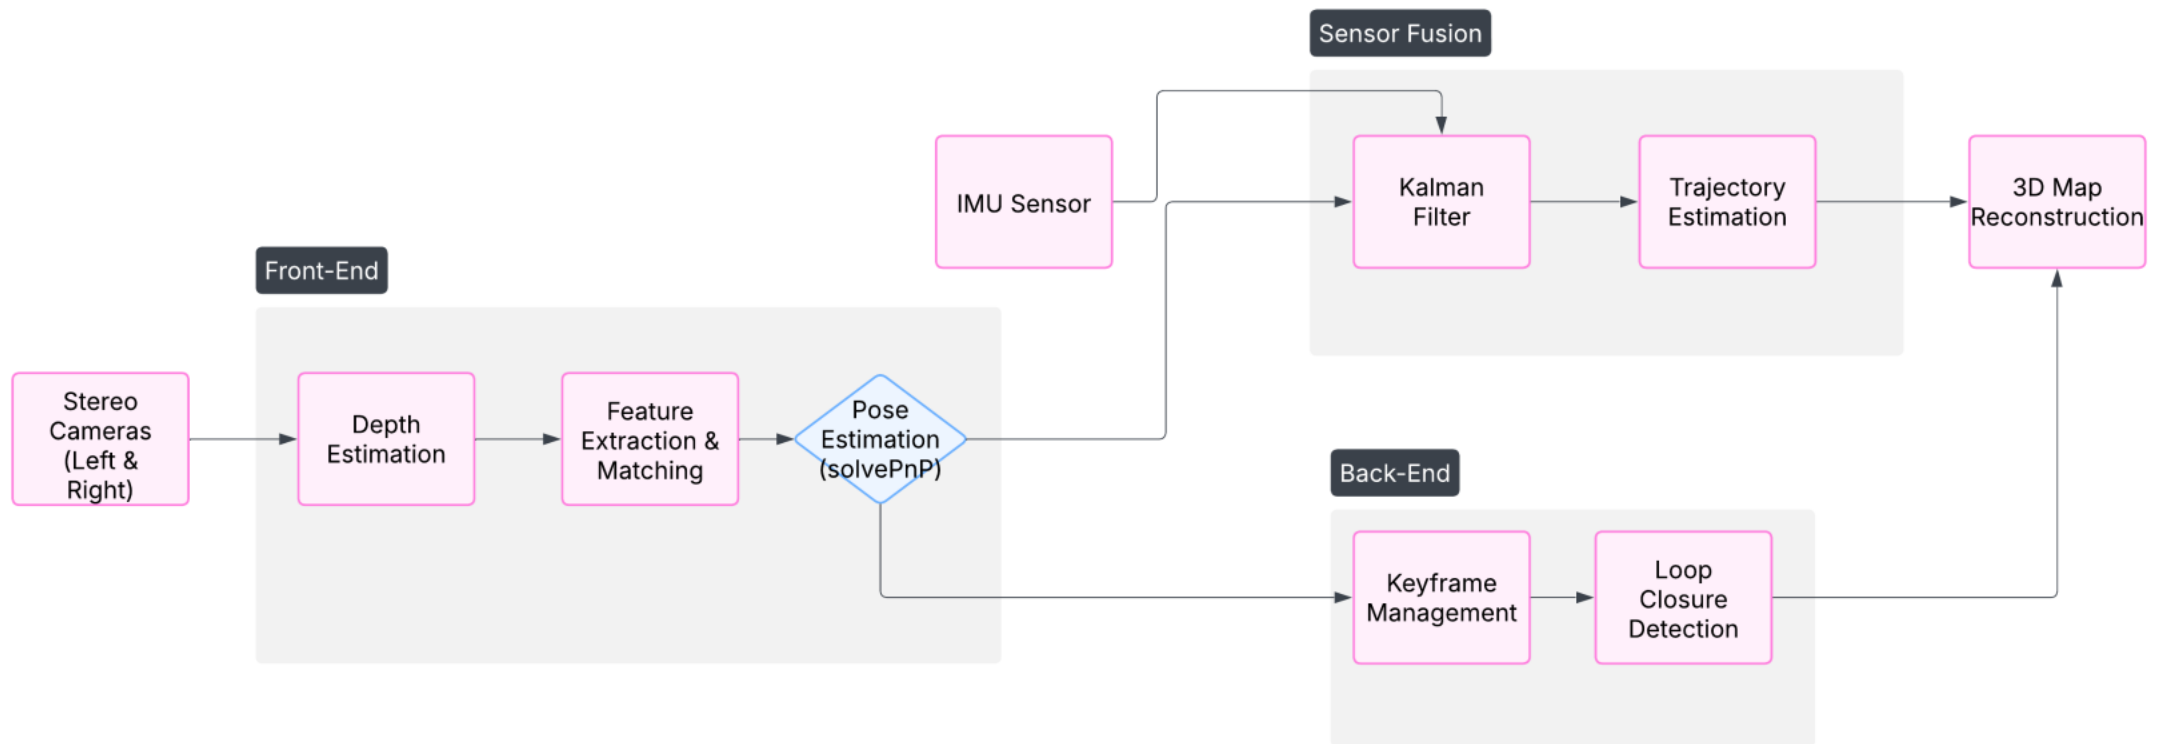 Sensor Fusion
IMU Sensor
Kalman
Filter
Trajectory
Estimation
3D Map
Reconstruction
Front-End
Stereo
Cameras
(Left &
Right)
Depth
Estimation
Feature
Extraction &
Matching
Pose
Estimation
(solvePnP)
Back-End
Keyframe
Management
Loop
Closure
Detection